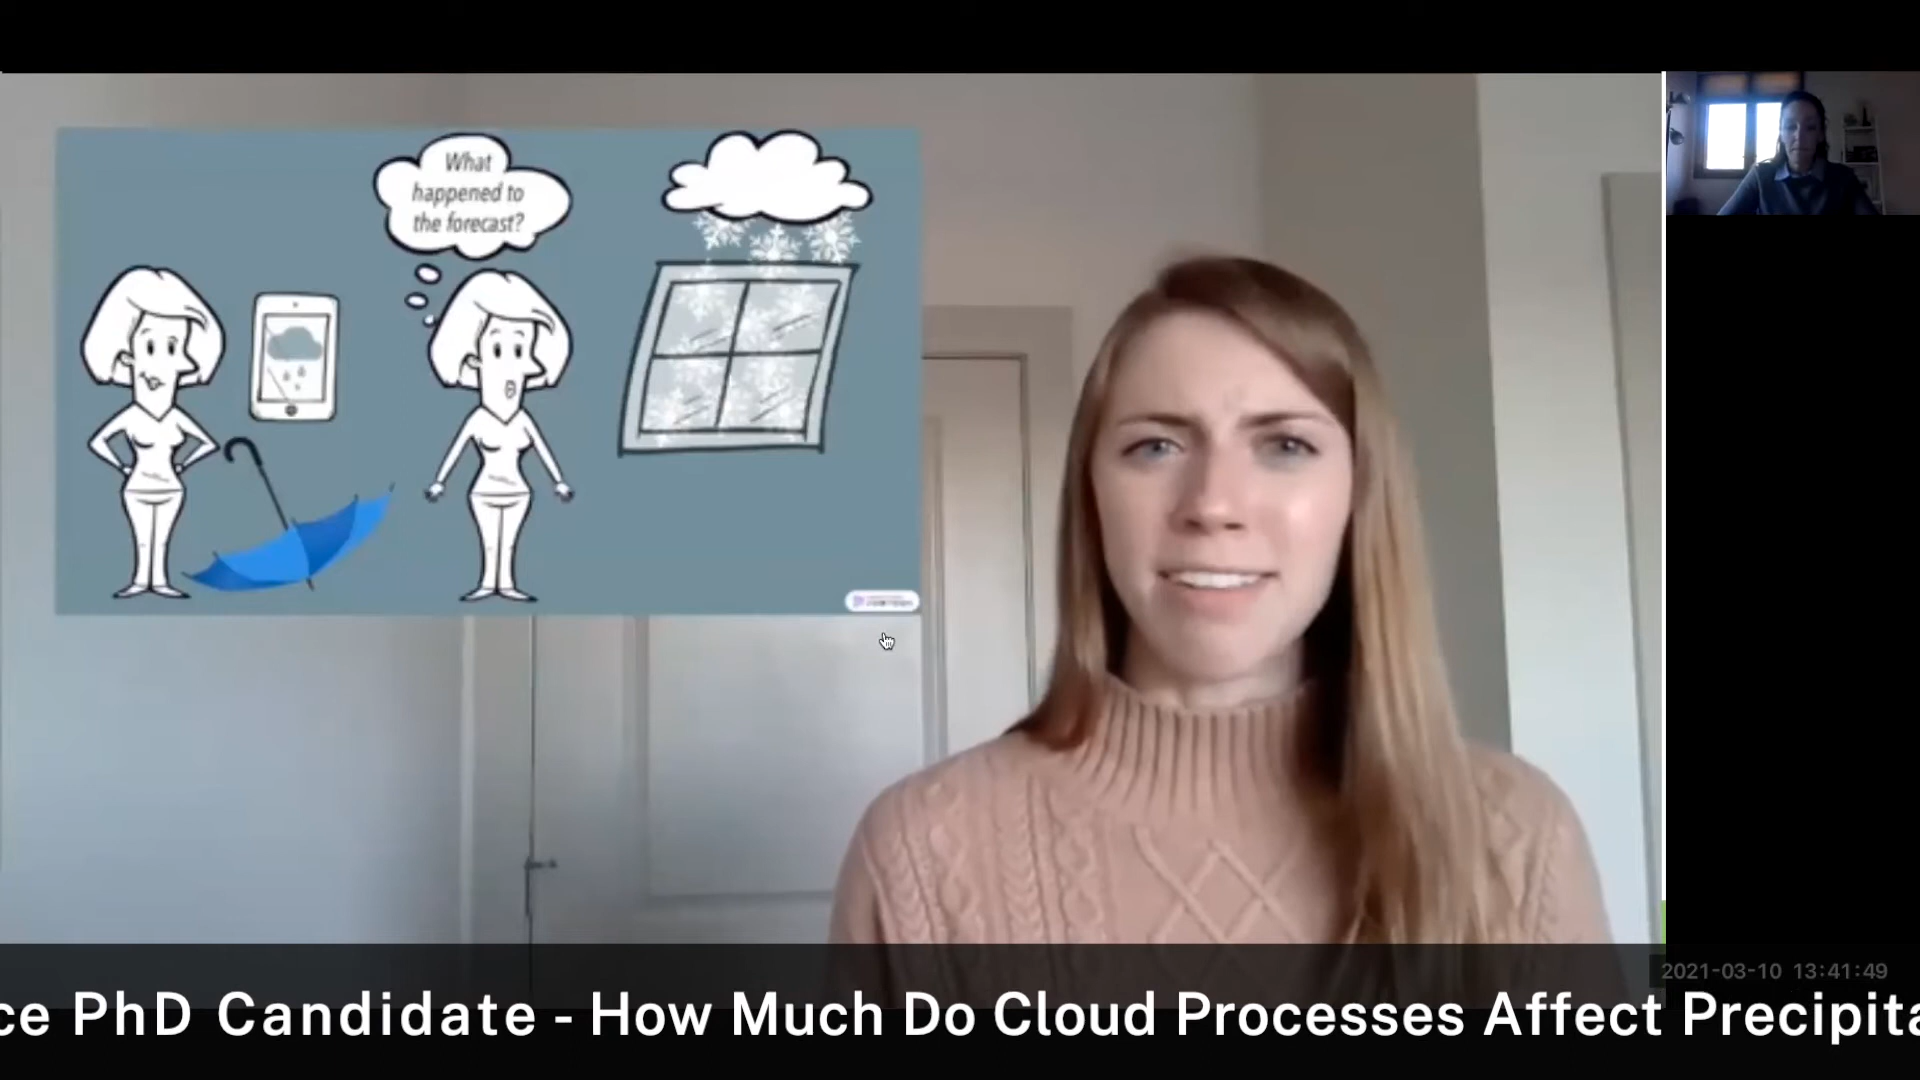 What
happened to
the forecast?
2021-03-10 13:41:49
ce PhD Candidate - How Much Do Cloud Processes Affect Precipita